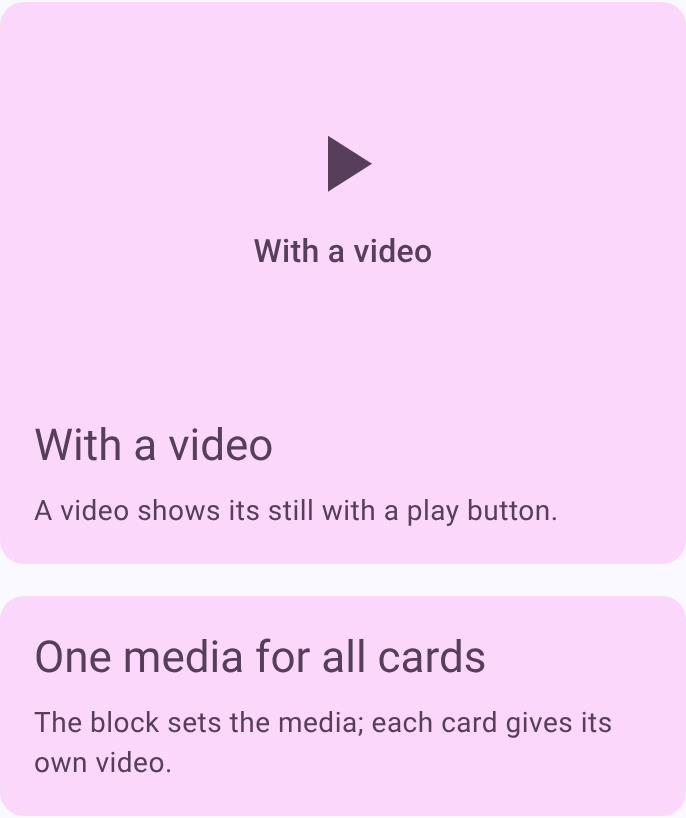 With a video
With a video
A video shows its still with a play button.
One media for all cards
The block sets the media; each card gives its
own video.